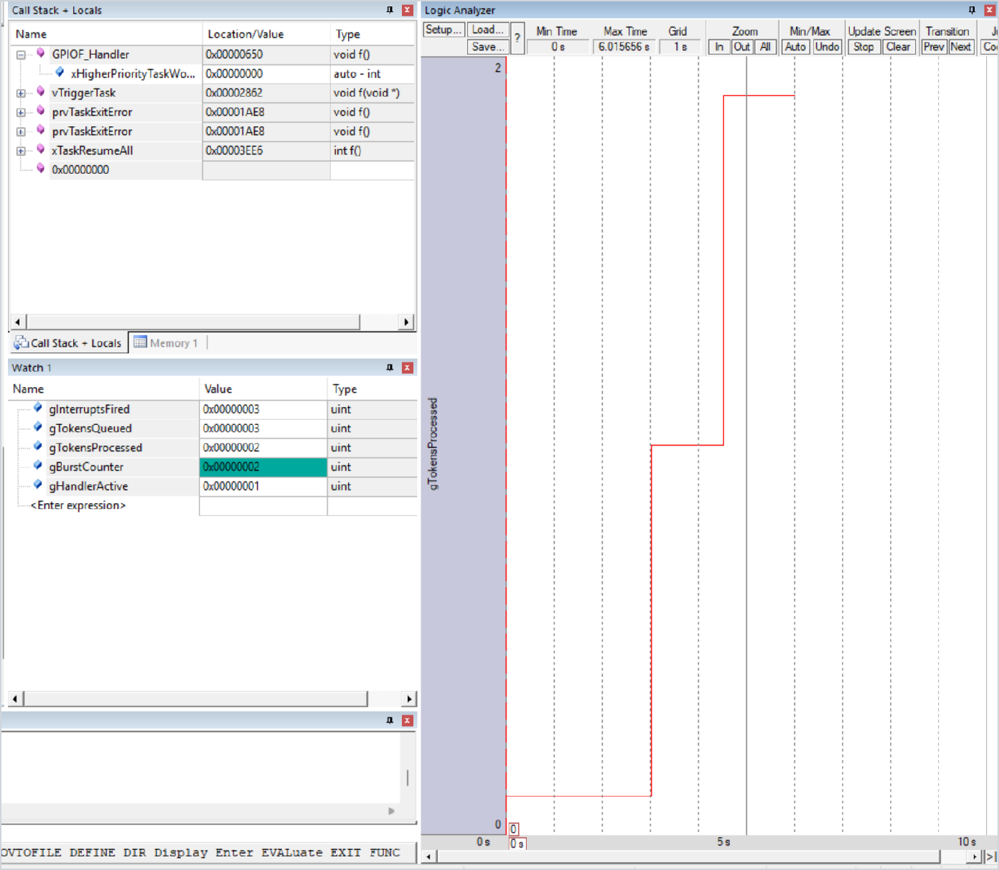 Call Stack + Locals
Name Location/Value Type
GPIOF_Handler 0x00000650 void f()
xHigherPriorityTaskWo... 0x00000000 auto - int
vTriggerTask 0x00002862 void f(void *)
prvTaskExitError 0x00001AE8 void f()
prvTaskExitError 0x00001AE8 void f()
xTaskResumeAll 0x00003EE6 int f()
0x00000000
Call Stack + Locals Memory 1
Watch 1
Name Value Type
gInterruptsFired 0x00000003 uint
gTokensQueued 0x00000003 uint
gTokensProcessed 0x00000002 uint
gBurstCounter 0x00000002 uint
gHandlerActive 0x00000001 uint
<Enter expression>
OVTOFILE DEFINE DIR Display Enter EVALuate EXIT FUNC
Logic Analyzer
Setup... Load... ? Min Time Max Time Grid Zoom Min/Max Update Screen Transition
Save... 0 s 6.015656 s 1 s In Out All Auto Undo Stop Clear Prev Next
2
gTokensProcessed
0 0
0 s 0 s 5 s 10 s